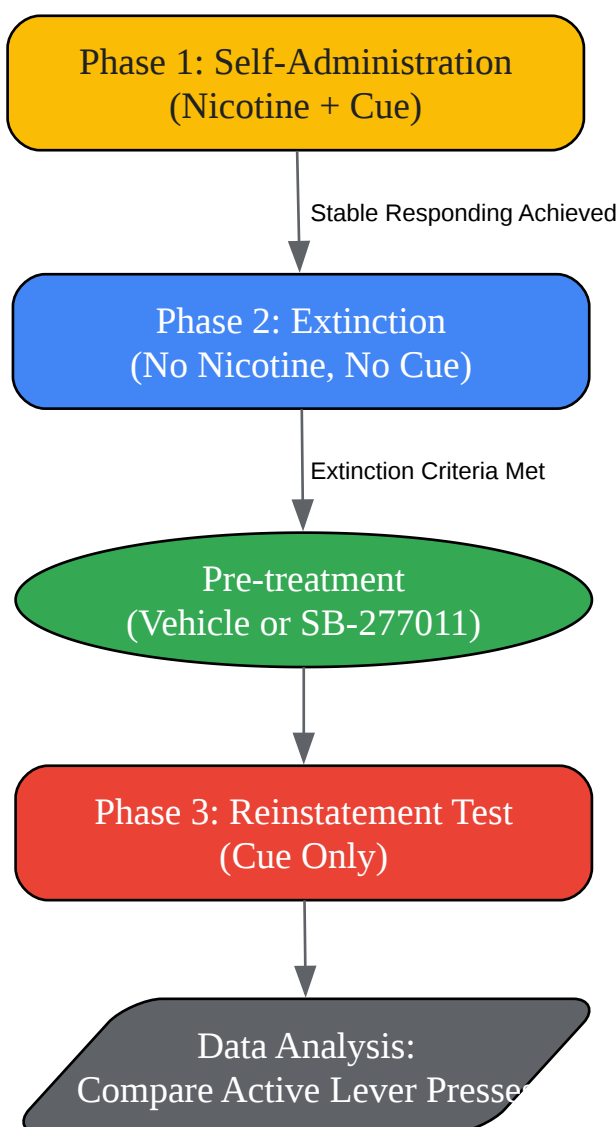 Phase 1: Self-Administration
(Nicotine + Cue)
Stable Responding Achieved
Phase 2: Extinction
(No Nicotine, No Cue)
Extinction Criteria Met
Pre-treatment
(Vehicle or SB-277011)
Phase 3: Reinstatement Test
(Cue Only)
Data Analysis:
Compare Active Lever Presses